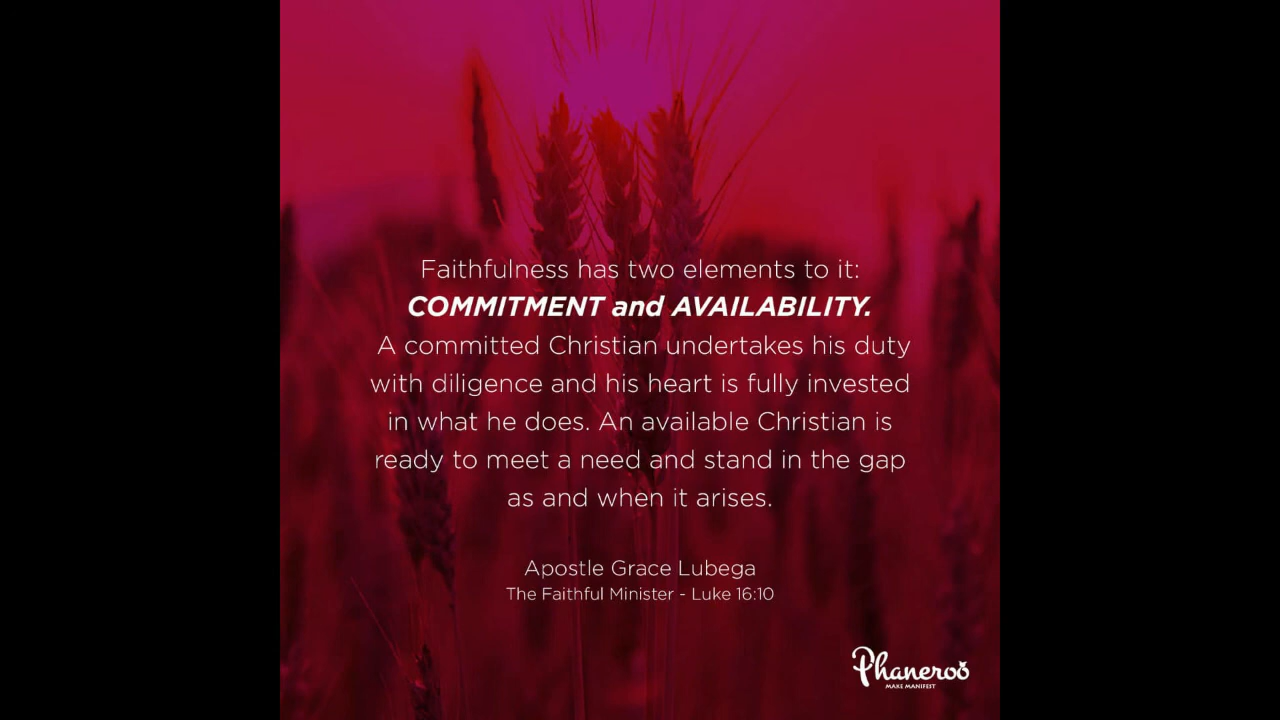 Faithfulness has two elements to it:
COMMITMENT and AVAILABILITY.
A committed Christian undertakes his duty
with diligence and his heart is fully invested
in what he does. An available Christian is
ready to meet a need and stand in the gap
as and when it arises.
Apostle Grace Lubega
The Faithful Minister - Luke 16:10
Phaneroo
MAKE MANIFEST